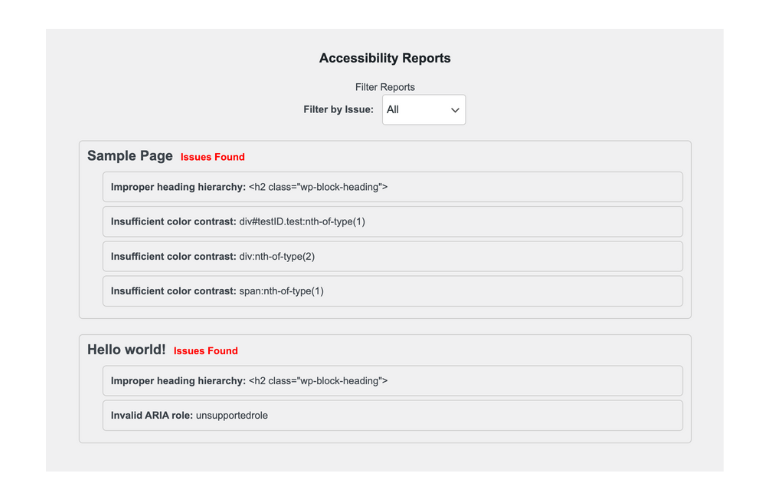 Accessibility Reports
Filter Reports
Filter by Issue: All
Sample Page Issues Found
Improper heading hierarchy: <h2 class="wp-block-heading">
Insufficient color contrast: div#testID.test:nth-of-type(1)
Insufficient color contrast: div:nth-of-type(2)
Insufficient color contrast: span:nth-of-type(1)
Hello world! Issues Found
Improper heading hierarchy: <h2 class="wp-block-heading">
Invalid ARIA role: unsupportedrole